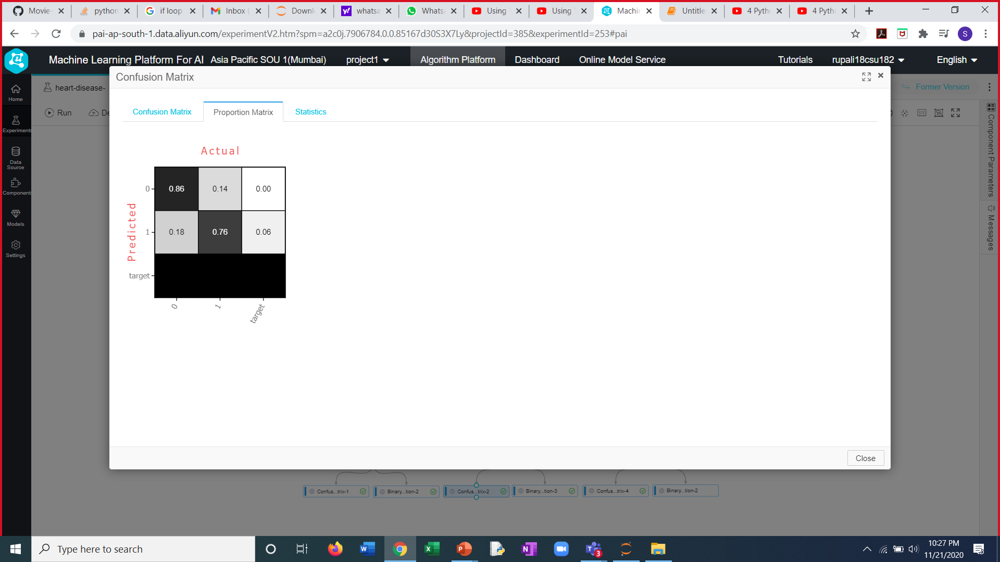 Movie-
python
if loop
Inbox (
Downl
whatsa
WhatsA
Using
Using
Machin
Untitle
4 Pyth
4 Pyth
pai-ap-south-1.data.aliyun.com/experimentV2.htm?spm=a2c0j.7906784.0.0.85167d30S3X7Ly&projectId=385&experimentId=253#pai
S
Machine Learning Platform For AI
Asia Pacific SOU 1(Mumbai)
project1
Algorithm Platform
Dashboard
Online Model Service
Tutorials
rupali18csu182
English
Home
Experiments
Data
Source
Components
Models
Settings
heart-disease-
Former Version
Run
De
Component Parameters
Messages
Confusion Matrix
Confusion Matrix
Proportion Matrix
Statistics
Actual
Predicted
0
0.86
0.14
0.00
1
0.18
0.76
0.06
target
0
1
target
Close
Confus...trix-1
Binary...tion-2
Confus...trix-2
Binary...tion-3
Confus...trix-4
Binary...tion-2
Type here to search
3
10:27 PM
11/21/2020